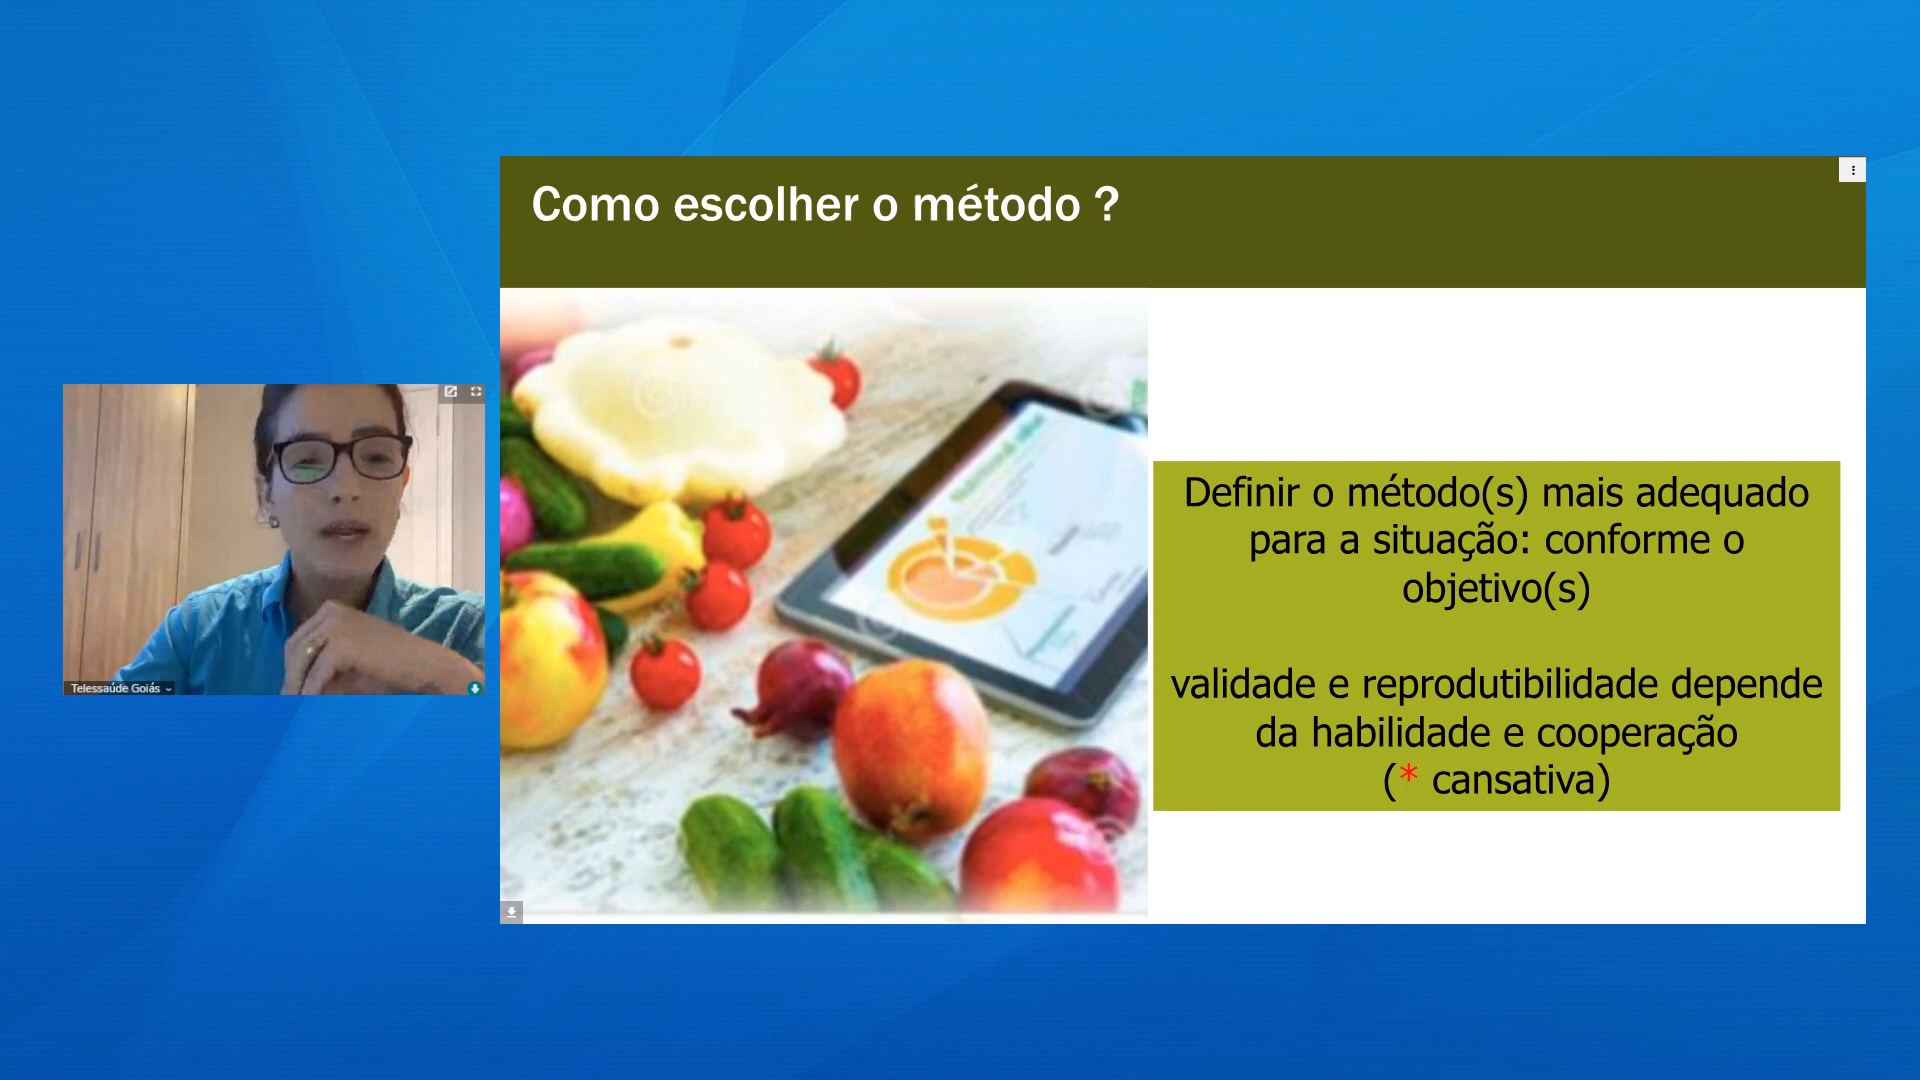 Como escolher o método ?
Definir o método(s) mais adequado
para a situação: conforme o
objetivo(s)
validade e reprodutibilidade depende
da habilidade e cooperação
(* cansativa)
Telessaúde Goiás